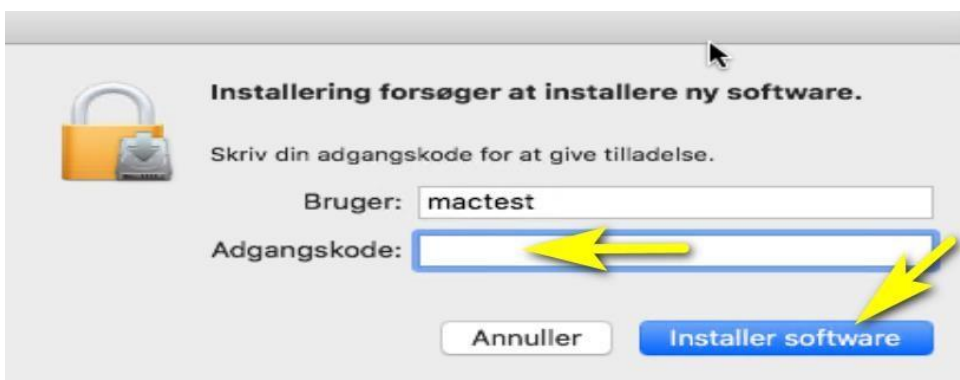 Installering forsøger at installere ny software.
Skriv din adgangskode for at give tilladelse.
Bruger: mactest
Adgangskode:
Annuller Installer software